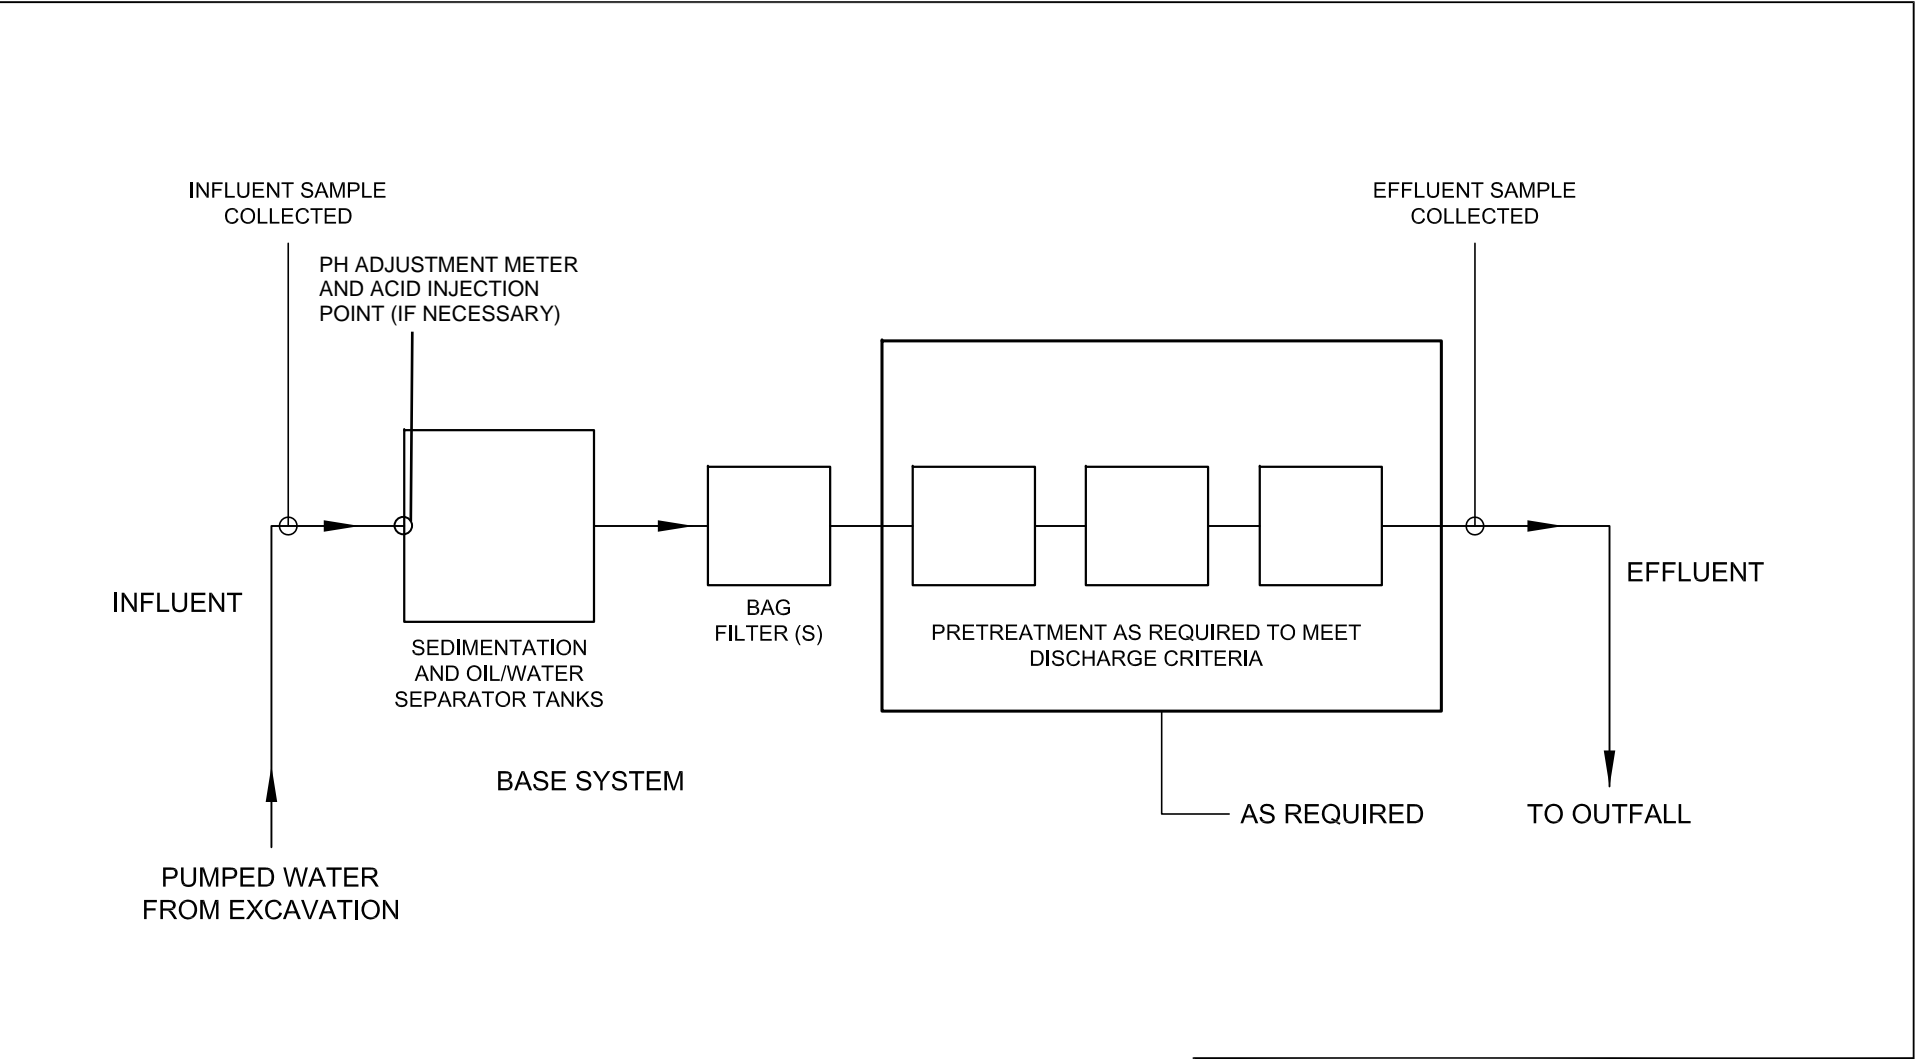 INFLUENT SAMPLE
COLLECTED
EFFLUENT SAMPLE
COLLECTED
PH ADJUSTMENT METER
AND ACID INJECTION
POINT (IF NECESSARY)
INFLUENT
EFFLUENT
SEDIMENTATION
AND OIL/WATER
SEPARATOR TANKS
BAG
FILTER (S)
PRETREATMENT AS REQUIRED TO MEET
DISCHARGE CRITERIA
BASE SYSTEM
AS REQUIRED
TO OUTFALL
PUMPED WATER
FROM EXCAVATION